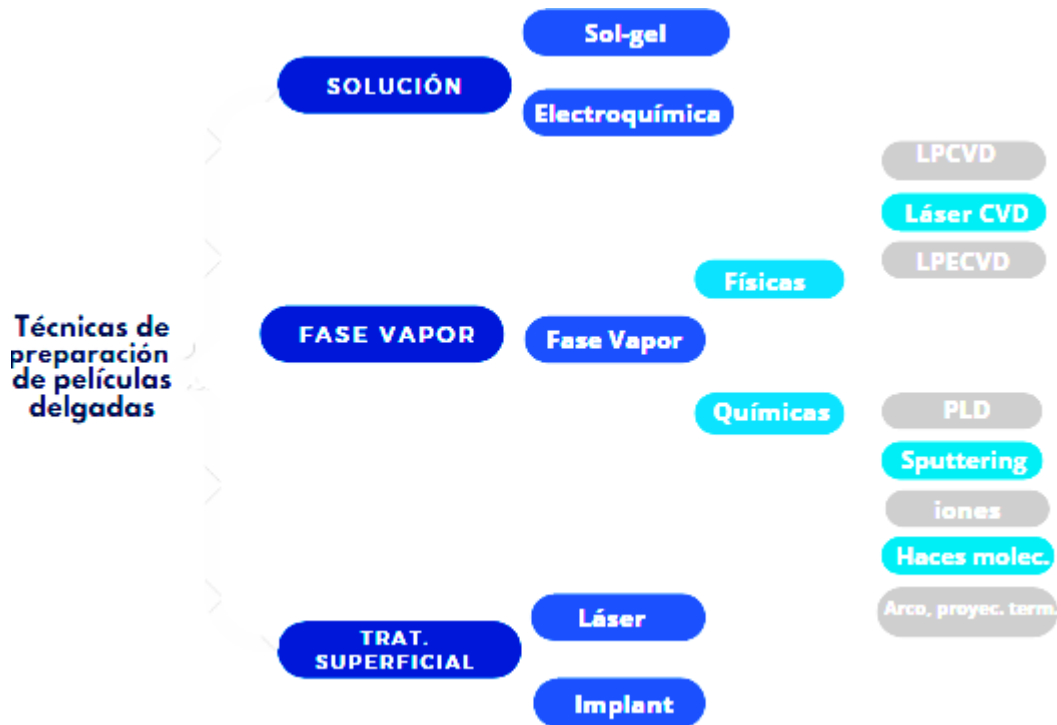 Técnicas de
preparación
de películas
delgadas
SOLUCIÓN
Sol-gel
Electroquímica
FASE VAPOR
Fase Vapor
Físicas
LPCVD
Láser CVD
LPECVD
Químicas
PLD
Sputtering
iones
Haces molec.
Arco, proyec. term.
TRAT.
SUPERFICIAL
Láser
Implant